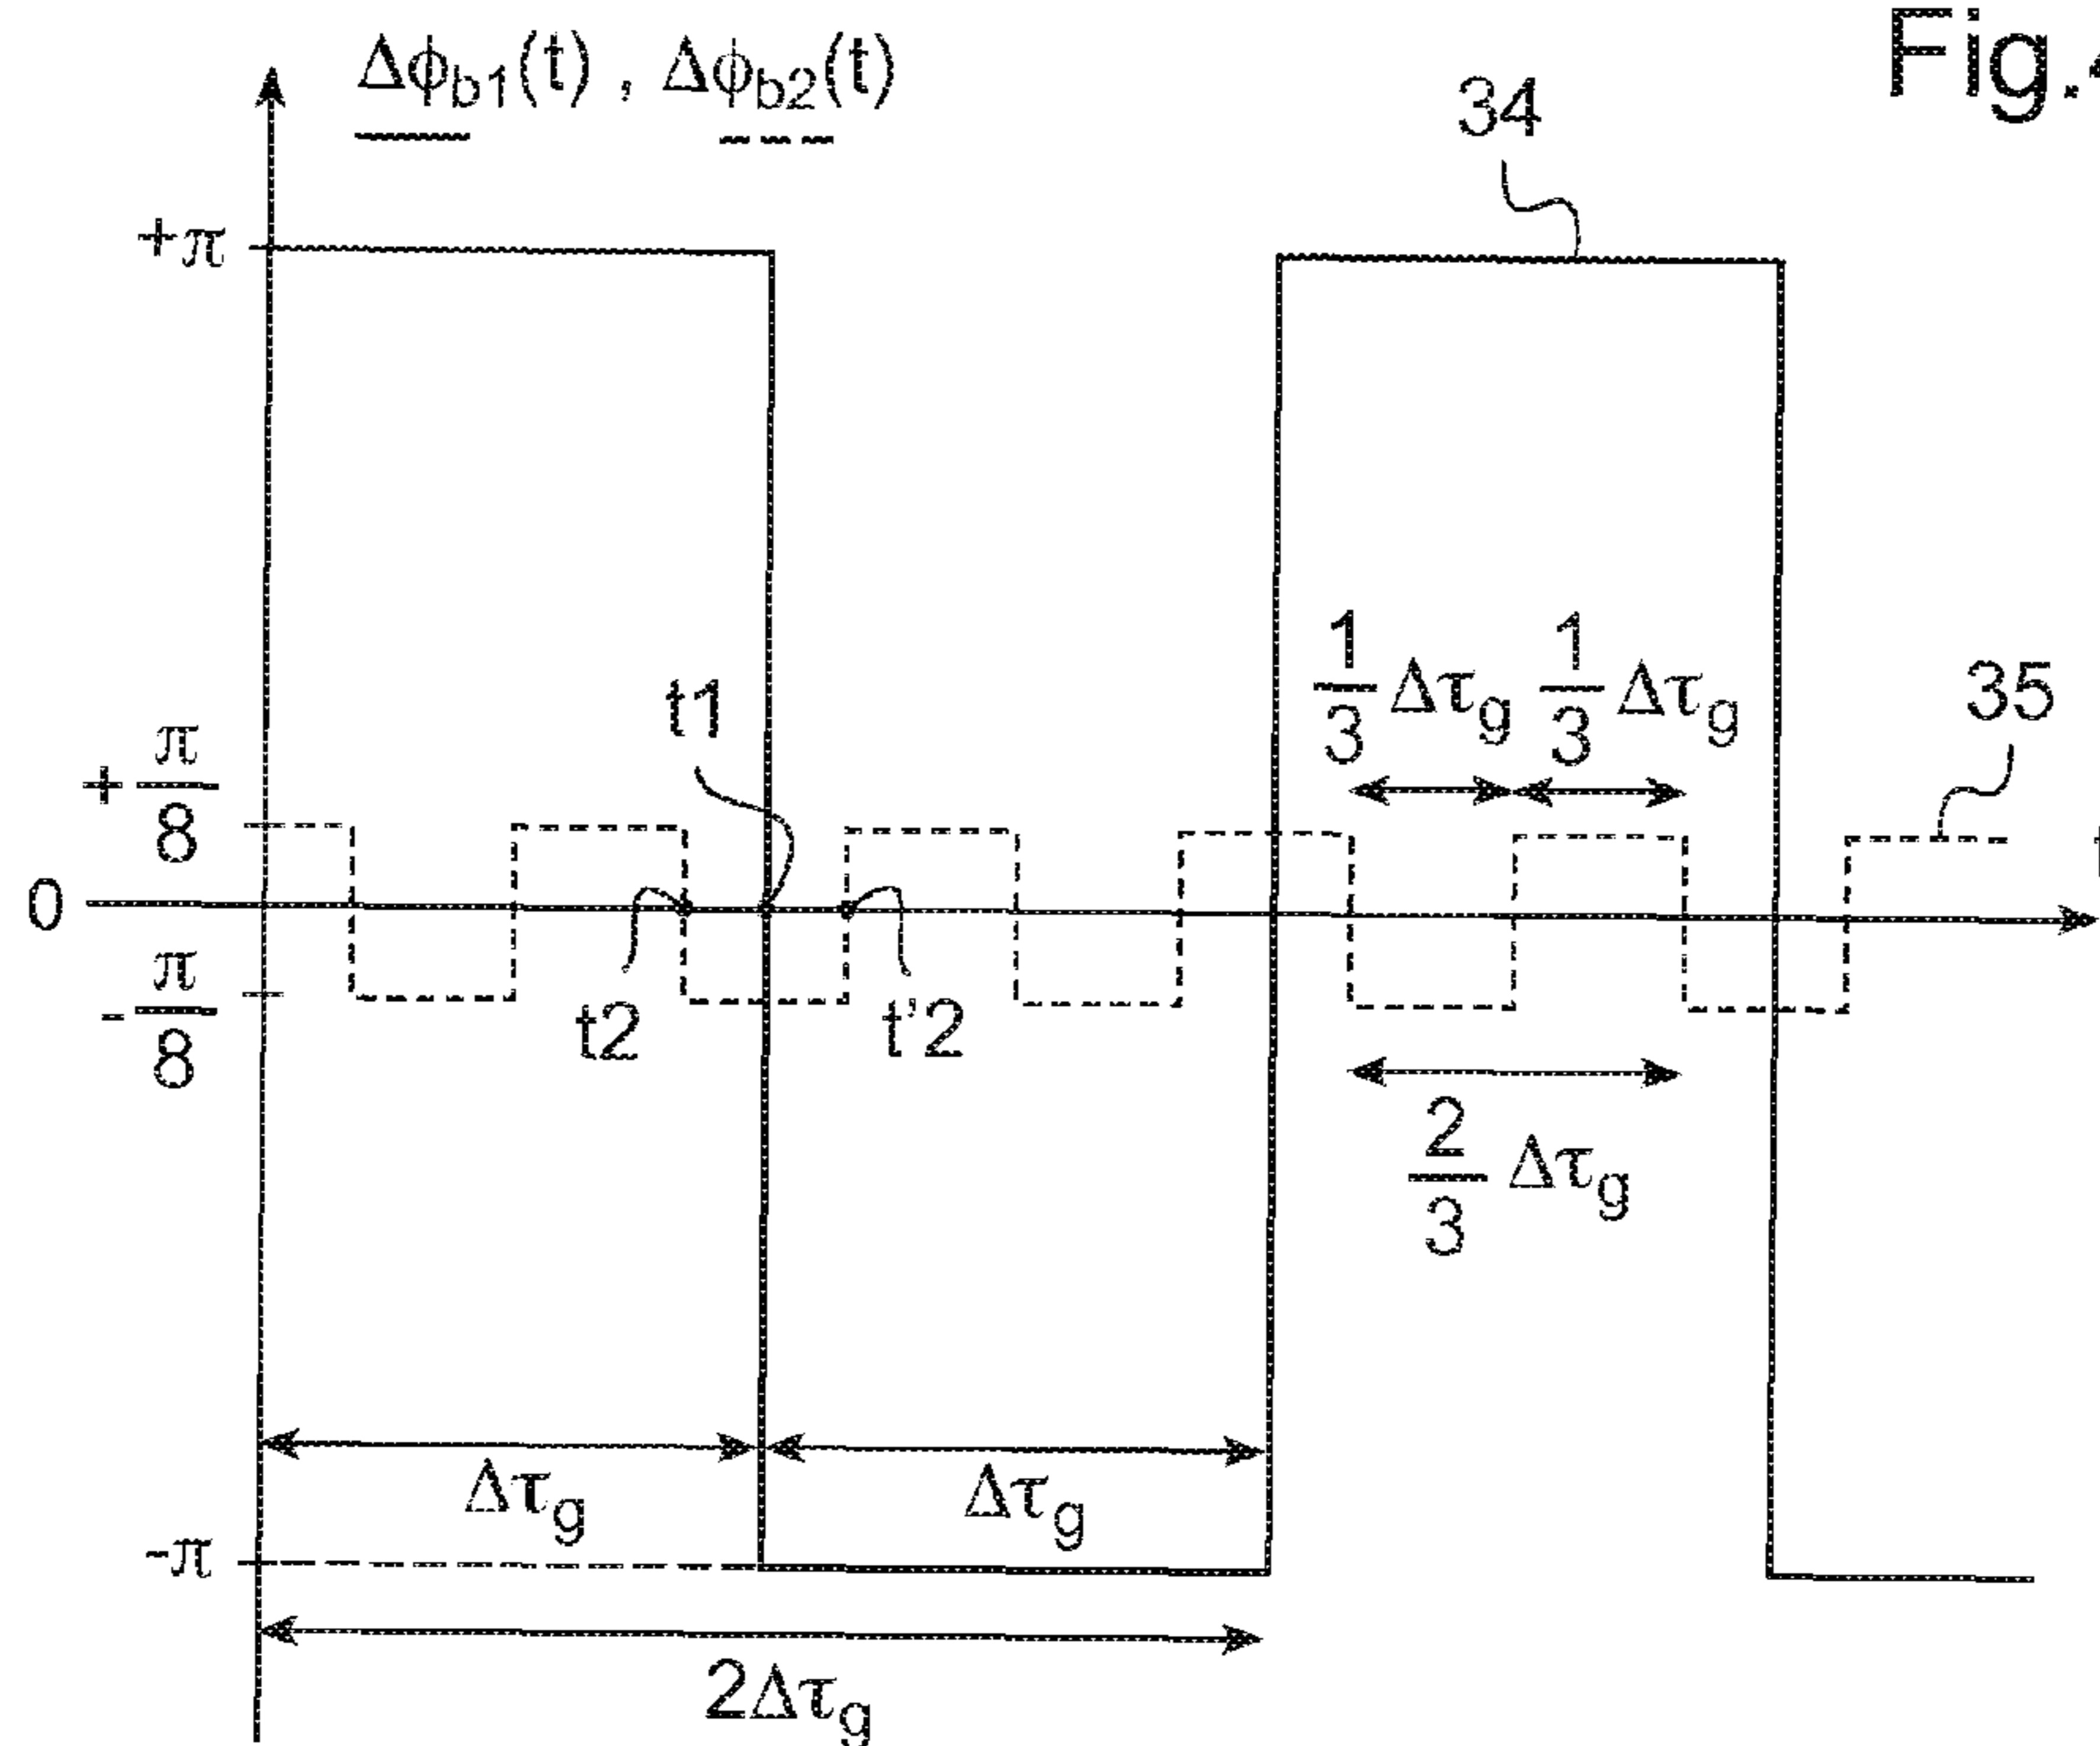 Δϕb1(t) , Δϕb2(t)
Fig.4
34
+π
1/3 Δτg 1/3 Δτg
35
t1
+π/8
0
-π/8
t2
t'2
2/3 Δτg
Δτg
Δτg
-π
2Δτg